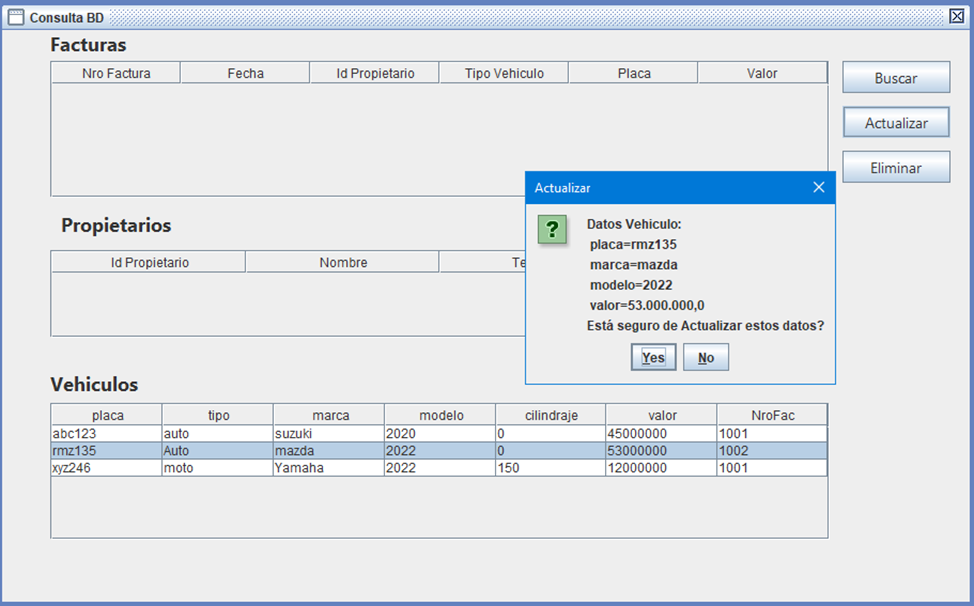 Consulta BD
Facturas
Nro Factura Fecha Id Propietario Tipo Vehiculo Placa Valor
Buscar
Actualizar
Eliminar
Actualizar
Datos Vehiculo:
placa=rmz135
marca=mazda
modelo=2022
valor=53.000.000,0
Está seguro de Actualizar estos datos?
Yes No
Propietarios
Id Propietario Nombre Te
Vehiculos
placa tipo marca modelo cilindraje valor NroFac
abc123 auto suzuki 2020 0 45000000 1001
rmz135 Auto mazda 2022 0 53000000 1002
xyz246 moto Yamaha 2022 150 12000000 1001